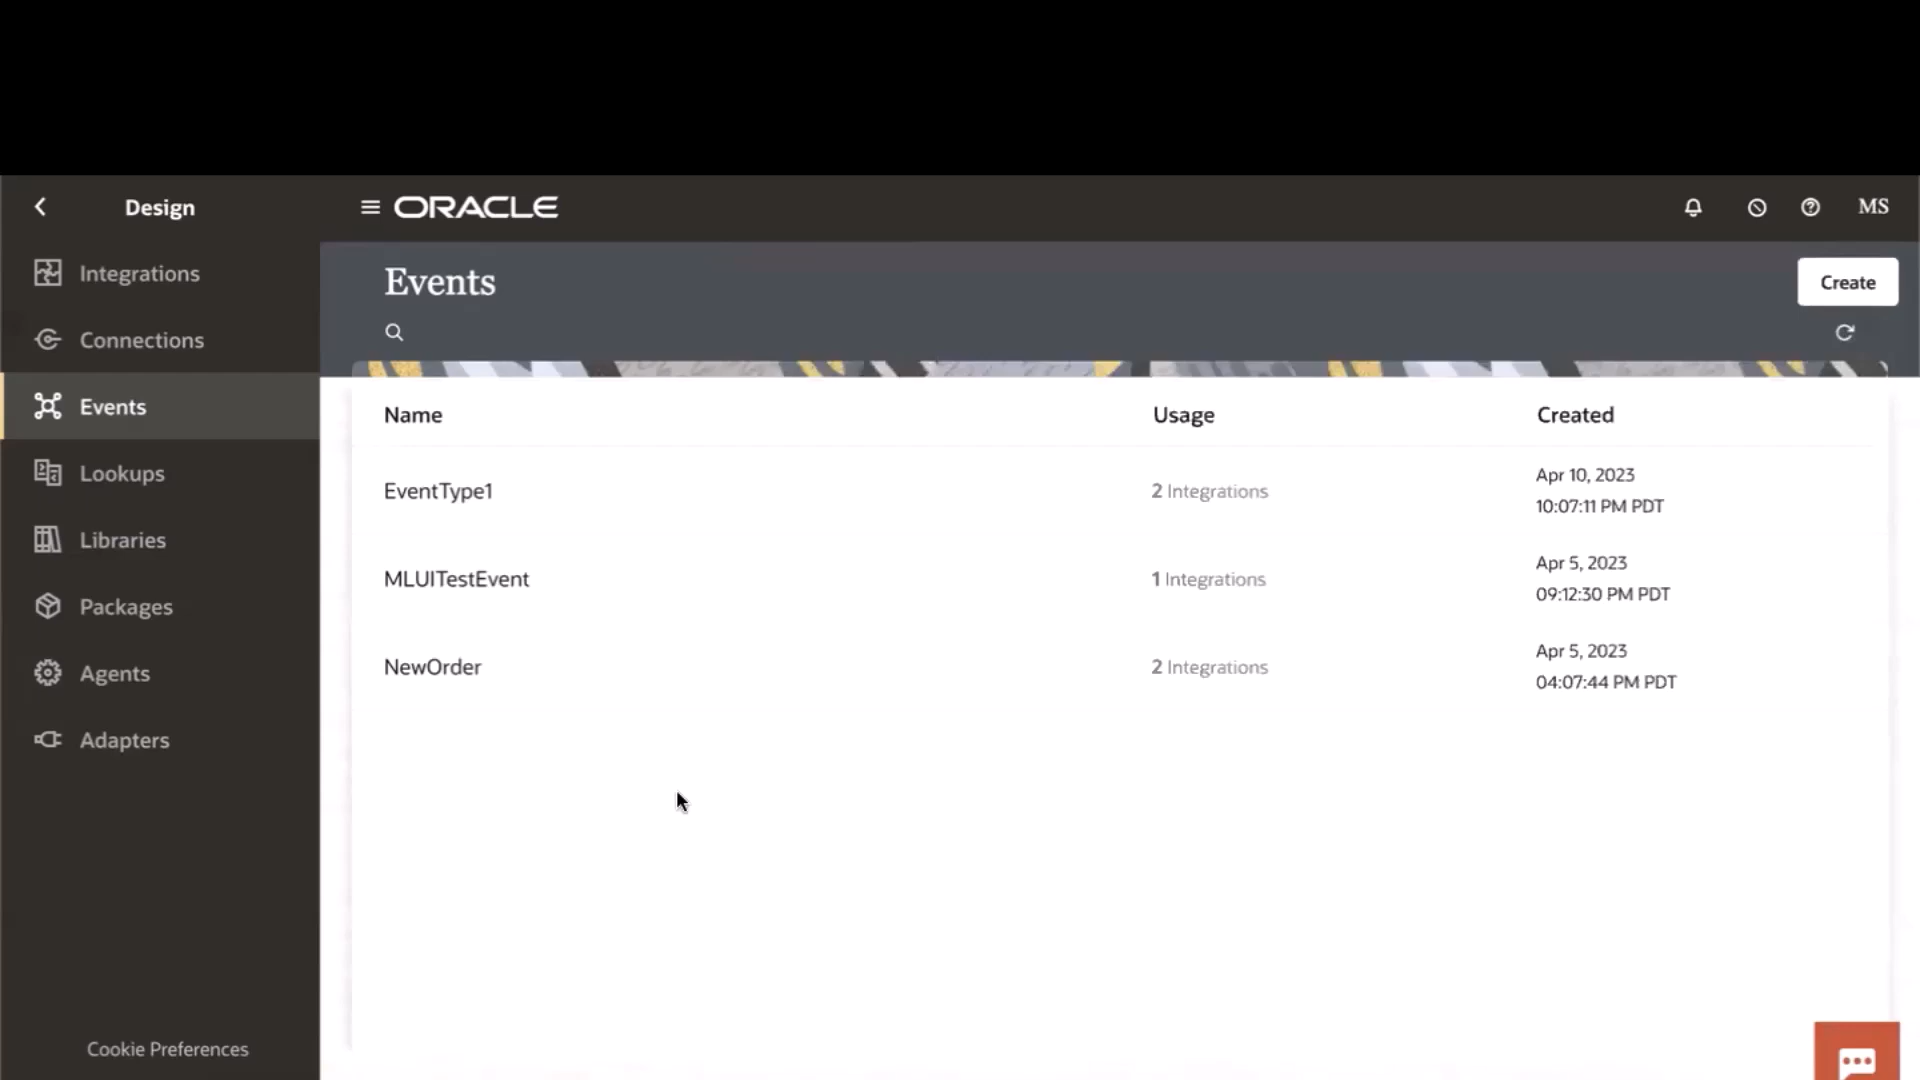 Design
ORACLE
MS
Integrations
Connections
Events
Lookups
Libraries
Packages
Agents
Adapters
Cookie Preferences
Events
Create
Name Usage Created
EventType1 2 Integrations Apr 10, 2023
10:07:11 PM PDT
MLUITestEvent 1 Integrations Apr 5, 2023
09:12:30 PM PDT
NewOrder 2 Integrations Apr 5, 2023
04:07:44 PM PDT